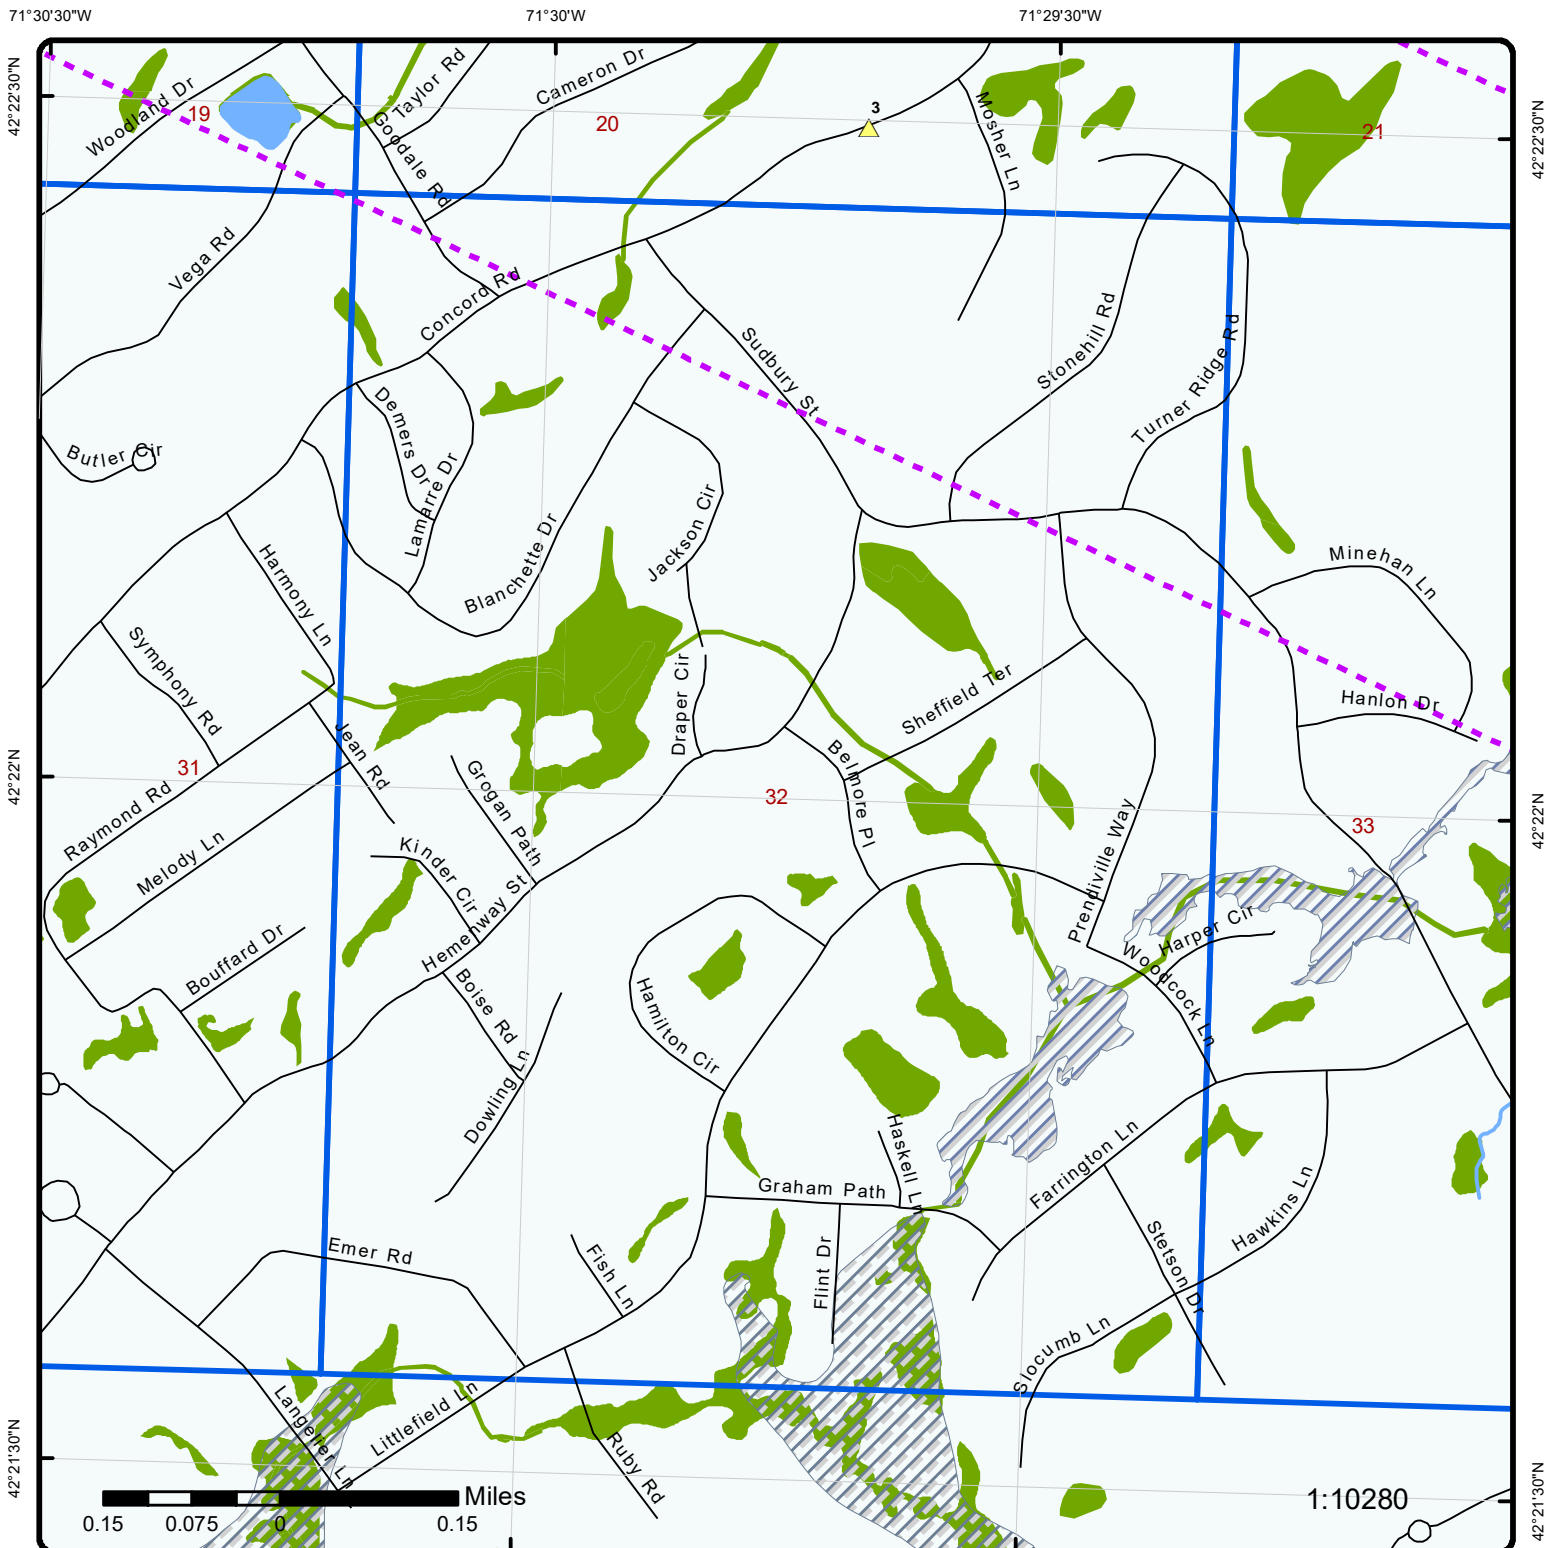 71°30'30"W
71°30'W
71°29'30"W
42°22'30"N
42°22'30"N
Woodland Dr
19
Taylor Rd
Goodale Rd
Cameron Dr
20
3
Mosher Ln
21
Vega Rd
Concord Rd
Sudbury St
Stonehill Rd
Turner Ridge Rd
Butler Cir
Demers Dr
Lamarre Dr
Blanchette Dr
Jackson Cir
Minehan Ln
Harmony Ln
Symphony Rd
Draper Cir
Sheffield Ter
Hanlon Dr
Jean Rd
42°22'N
31
Raymond Rd
Grogan Path
Belmore Pl
32
Prendiville Way
33
42°22'N
Melody Ln
Kinder Cir
Hemenway St
Harper Cir
Woodcock Ln
Bouffard Dr
Boise Rd
Hamilton Cir
Dowling Ln
Haskell Ln
Farrington Ln
Graham Path
Hawkins Ln
Stetson Dr
Emer Rd
Fish Ln
Flint Dr
Slocumb Ln
Langelier Ln
Littlefield Ln
Ruby Rd
42°21'30"N
42°21'30"N
Miles
0.15
0.075
0
0.15
1:10280